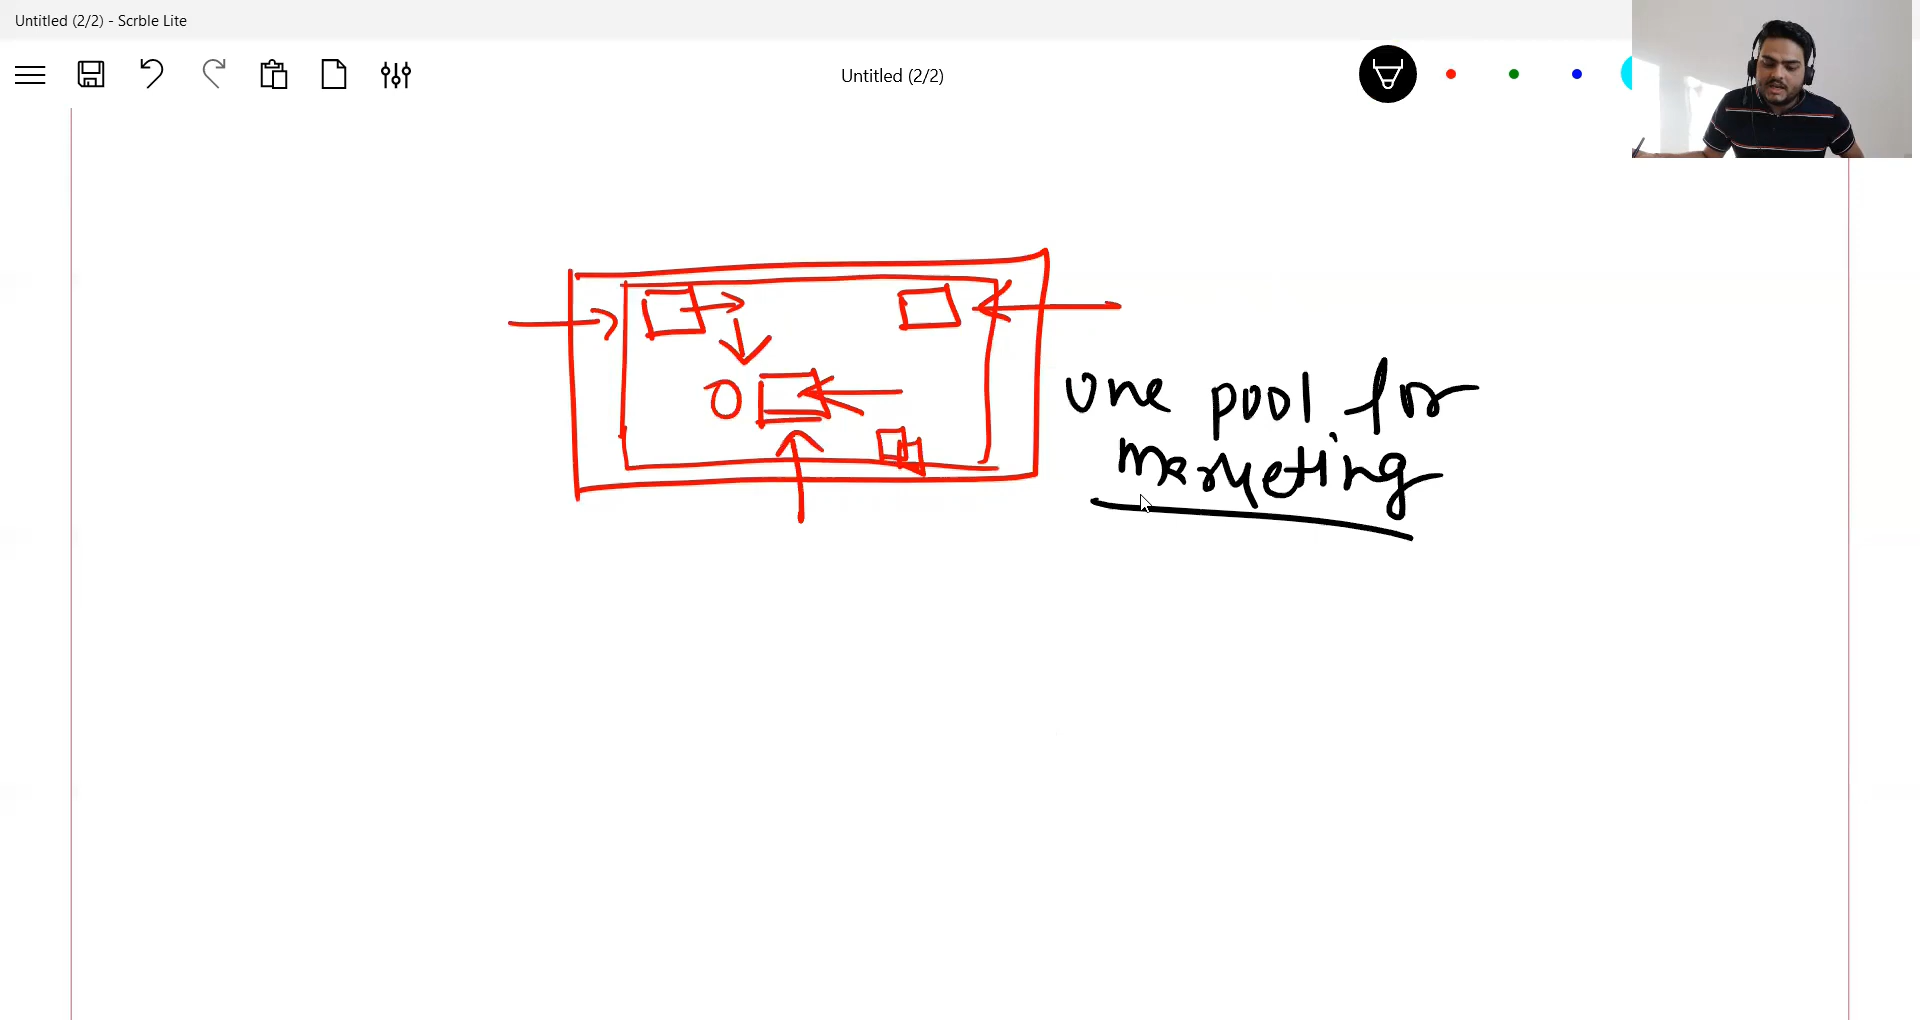 Untitled (2/2) - Scrble Lite
Untitled (2/2)
one pool for
marketing